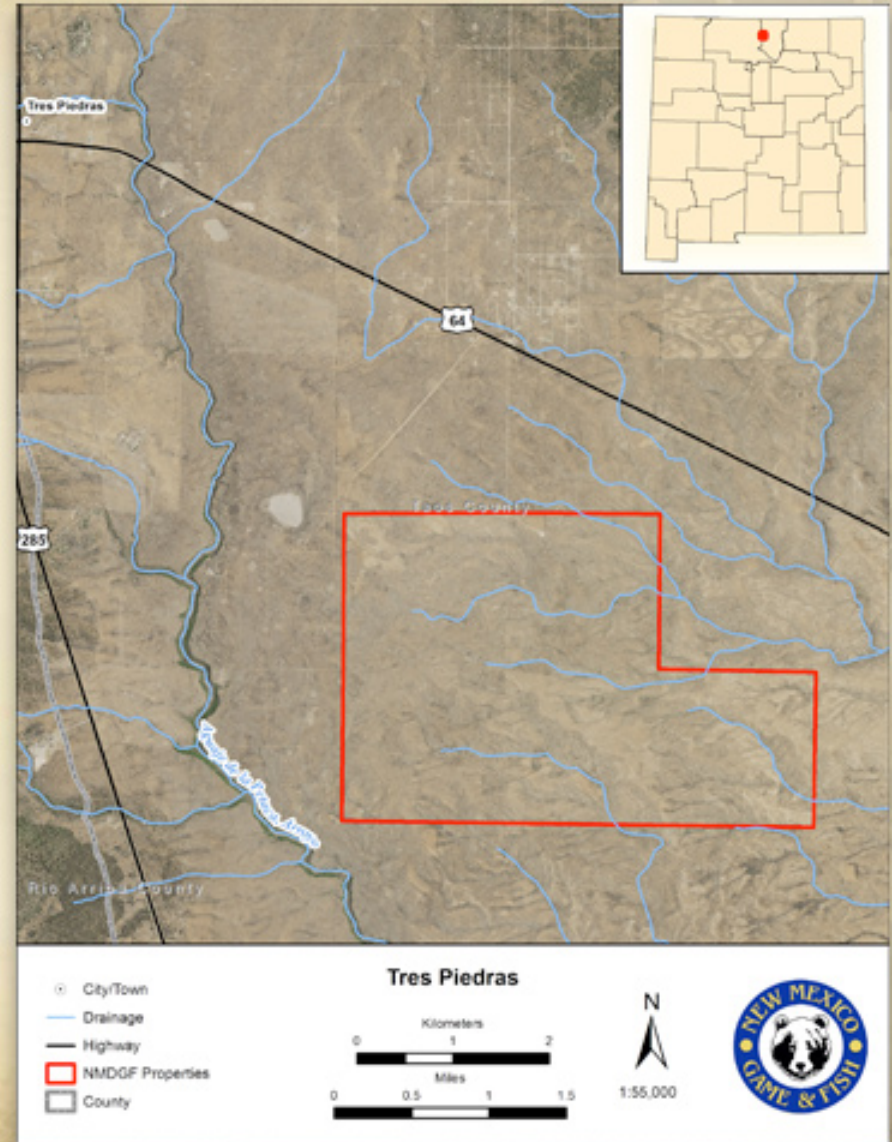 Tres Piedras
64
Taos County
285
Aguaje de la Petaca, Arroyo
Rio Arriba County
City/Town
Drainage
Highway
NMDGF Properties
County
Tres Piedras
Kilometers
0 1 2
Miles
0 0.5 1 1.5
N
1:55,000
NEW MEXICO
GAME & FISH